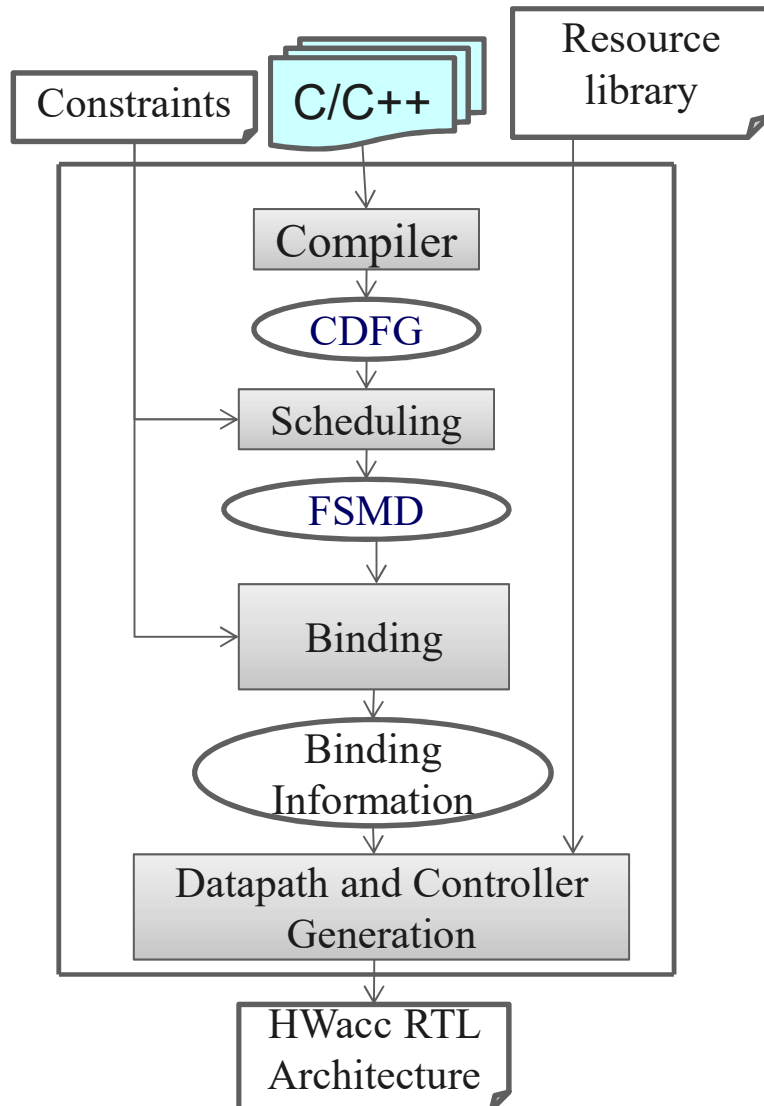 Constraints
C/C++
Resource
library
Compiler
CDFG
Scheduling
FSMD
Binding
Binding
Information
Datapath and Controller
Generation
HWacc RTL
Architecture